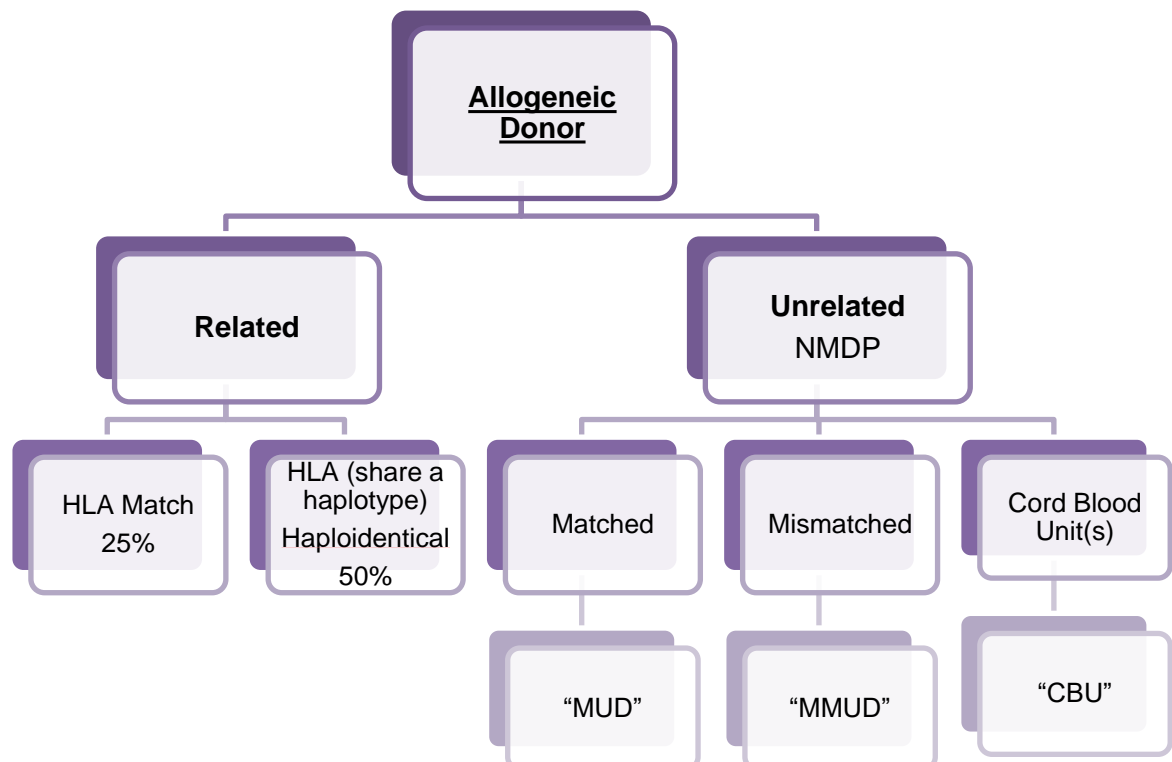 Allogeneic
Donor
Related
Unrelated
NMDP
HLA Match
25%
HLA (share a
haplotype)
Haploidentical
50%
Matched
Mismatched
Cord Blood
Unit(s)
“MUD”
“MMUD”
“CBU”